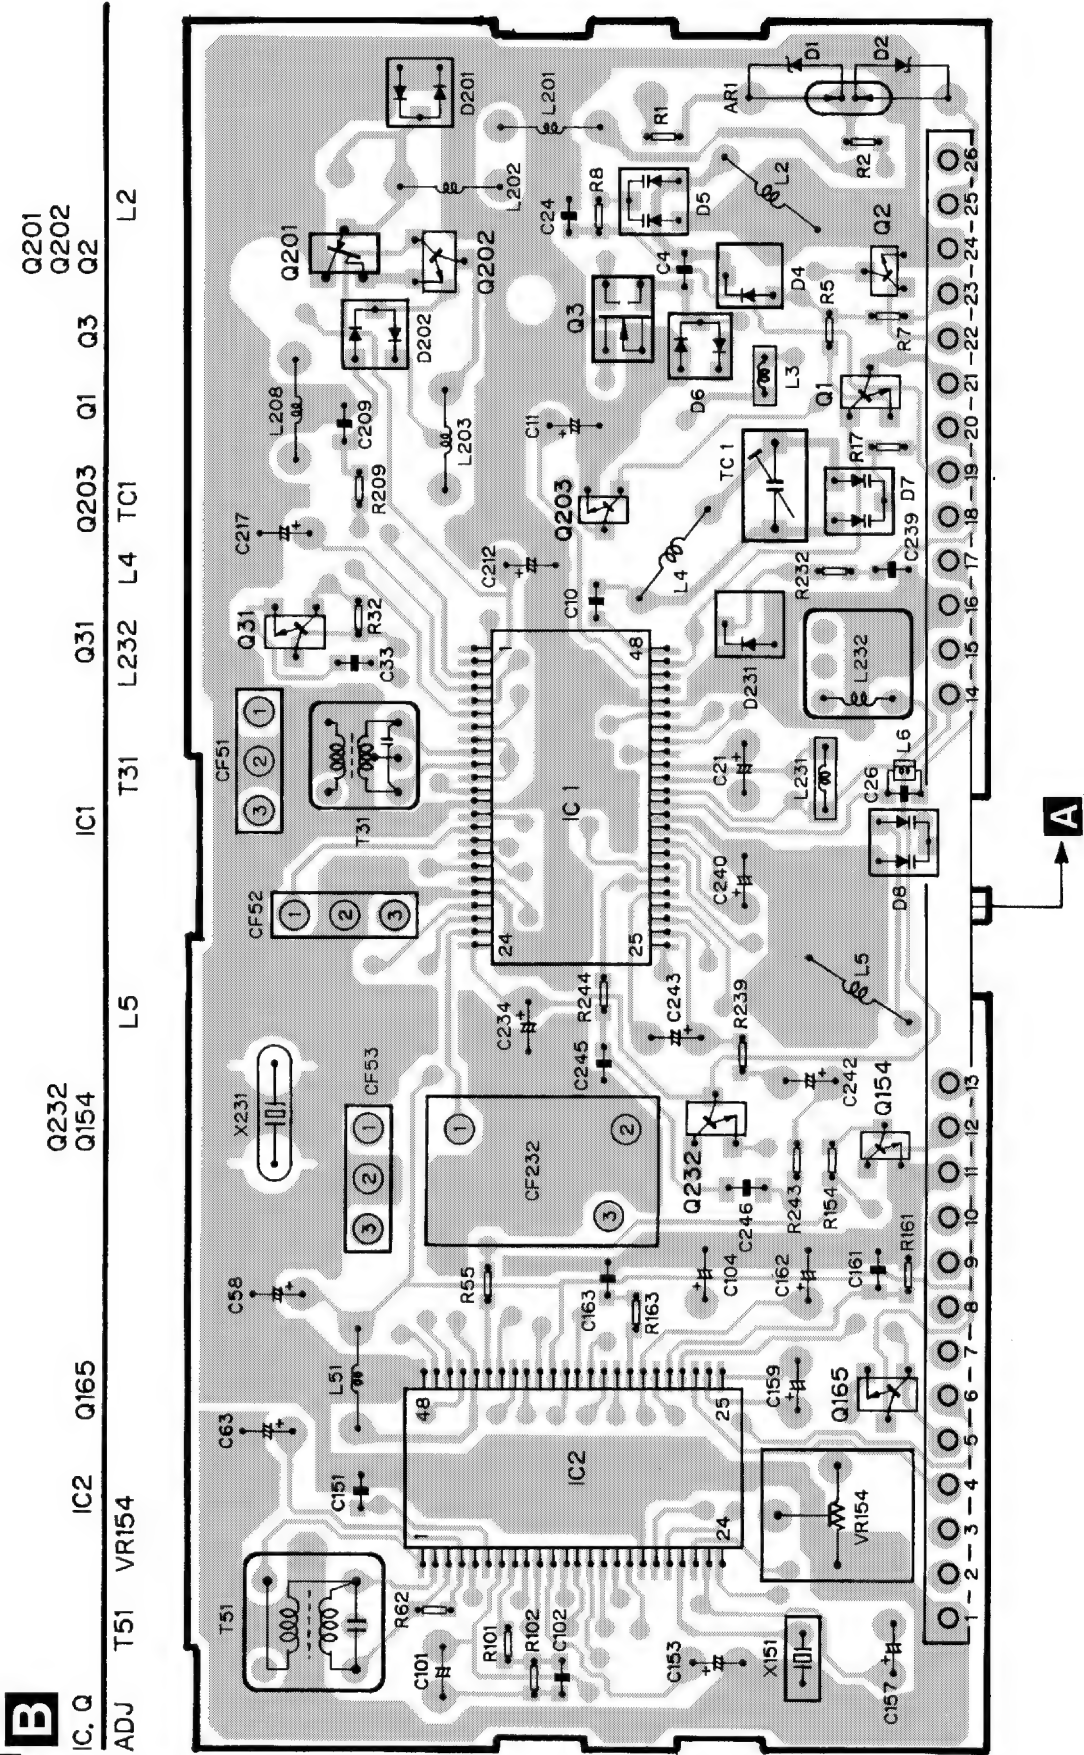 B
IC. Q
IC2
Q165
Q232
Q154
IC1
Q31
Q203
Q1
Q3
Q201
Q202
Q2
ADJ
T51
VR154
L5
T31
L232
L4
TC1
L2
T51
C63
C58
X231
CF52
1
2
3
CF51
3
2
1
Q31
C217
L208
Q201
D201
C151
L51
CF53
3
2
1
T31
C33
R32
R209
C209
D202
R62
C101
R101
R102
C102
1
48
IC2
24
25
R55
C163
R163
CF232
1
2
3
C234
C245
R244
24
1
IC 1
25
48
C212
C10
L203
C11
Q203
Q202
L202
L201
Q3
C24
R8
D5
R1
AR1
D1
D2
R2
L2
C4
D4
D6
L3
R5
Q2
R7
Q1
R17
TC 1
D7
C239
R232
L4
D231
L232
C21
L231
C26
L6
C240
D8
L5
C243
R239
C242
Q154
Q232
C246
R243
R154
C104
C162
C161
R161
C159
Q165
VR154
C153
X151
C157
1
2
3
4
5
6
7
8
9
10
11
12
13
14
15
16
17
18
19
20
21
22
23
24
25
26
A